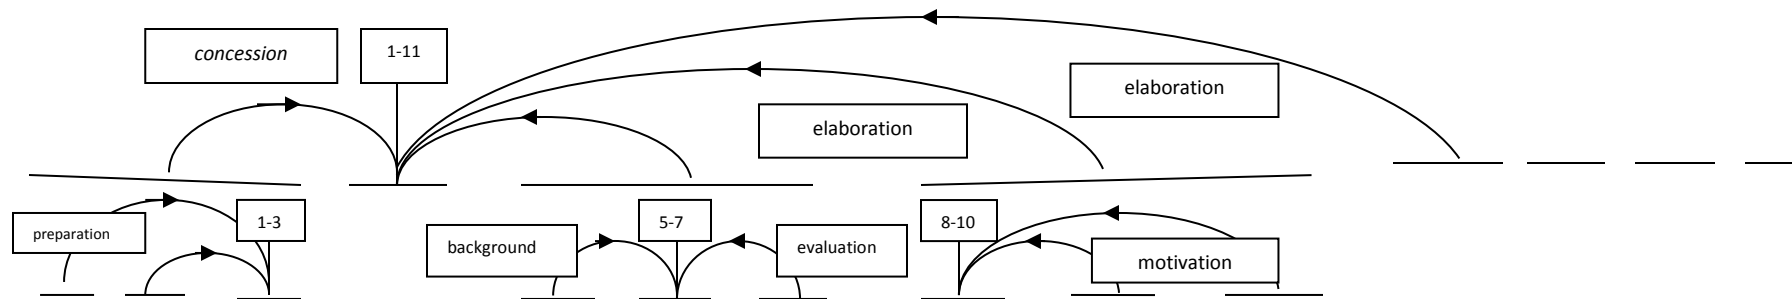 concession
1-11
elaboration
elaboration
preparation
1-3
background
5-7
evaluation
8-10
motivation